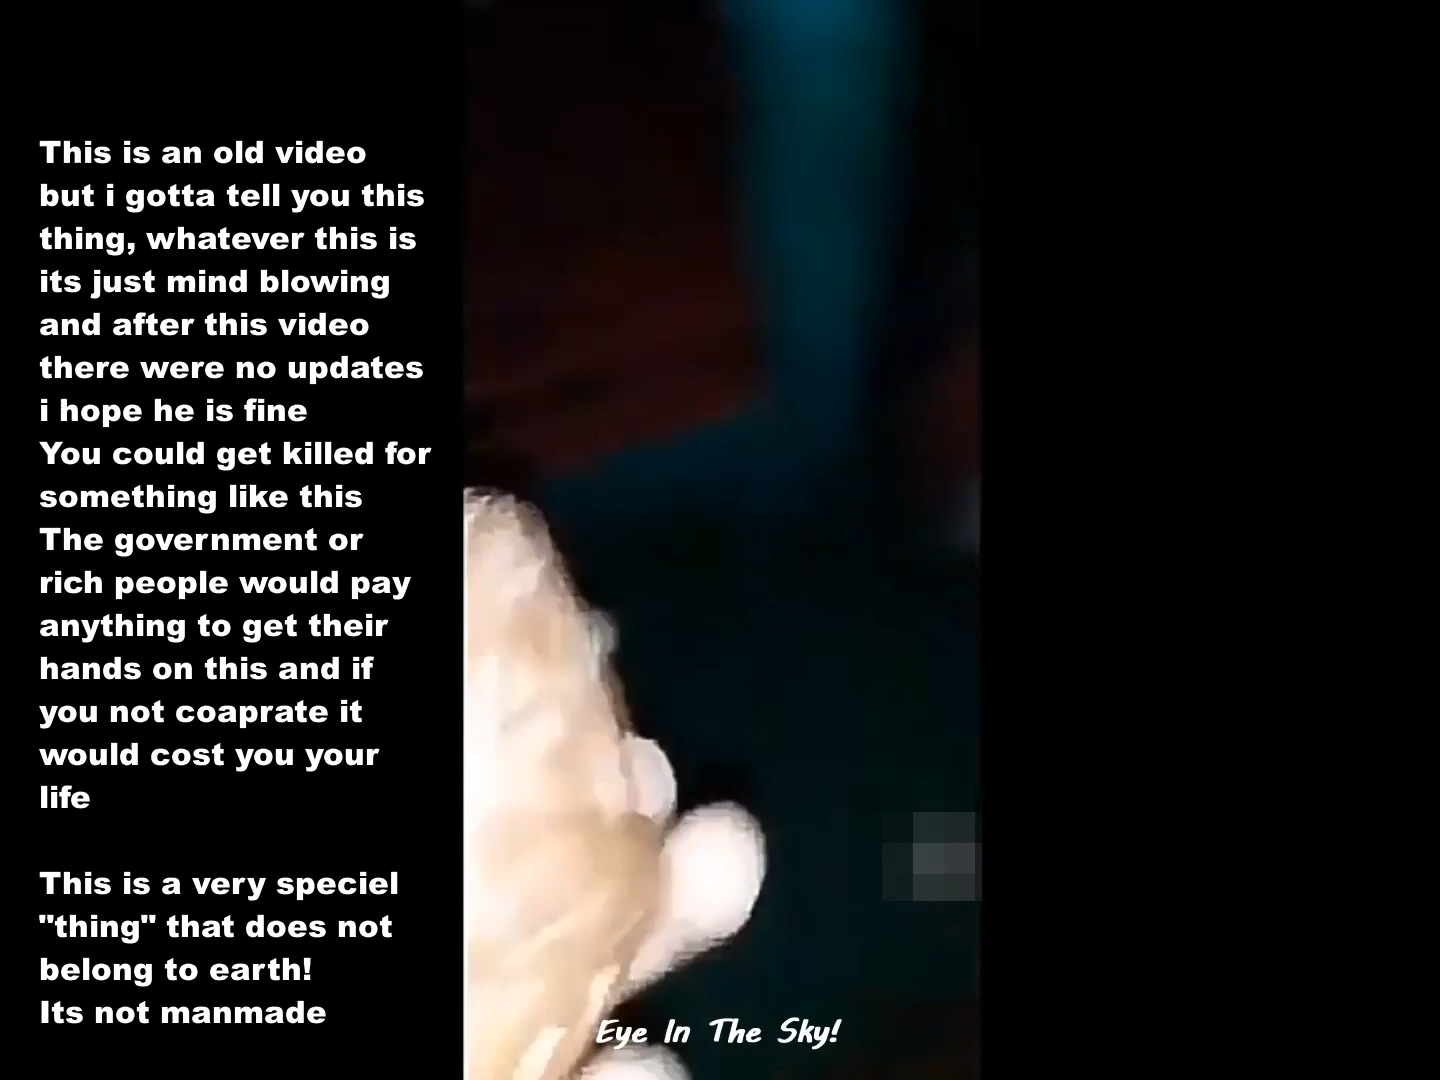 This is an old video
but i gotta tell you this
thing, whatever this is
its just mind blowing
and after this video
there were no updates
i hope he is fine
You could get killed for
something like this
The government or
rich people would pay
anything to get their
hands on this and if
you not coaprate it
would cost you your
life
This is a very speciel
"thing" that does not
belong to earth!
Its not manmade
Eye In The Sky!